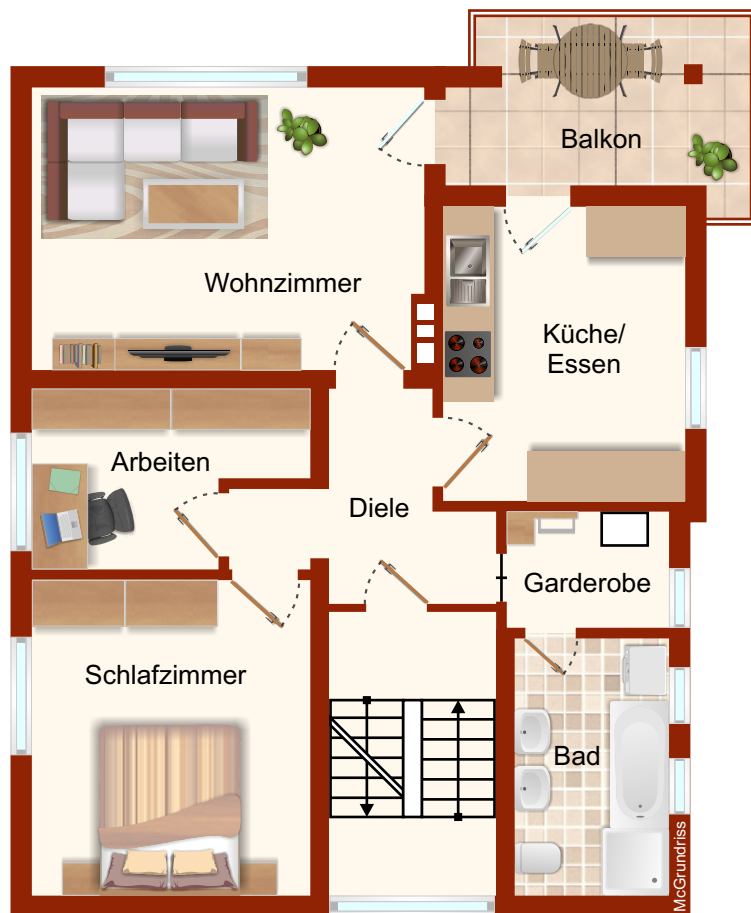 Balkon
Wohnzimmer
Küche/
Essen
Arbeiten
Diele
Garderobe
Schlafzimmer
Bad
McGrundriss